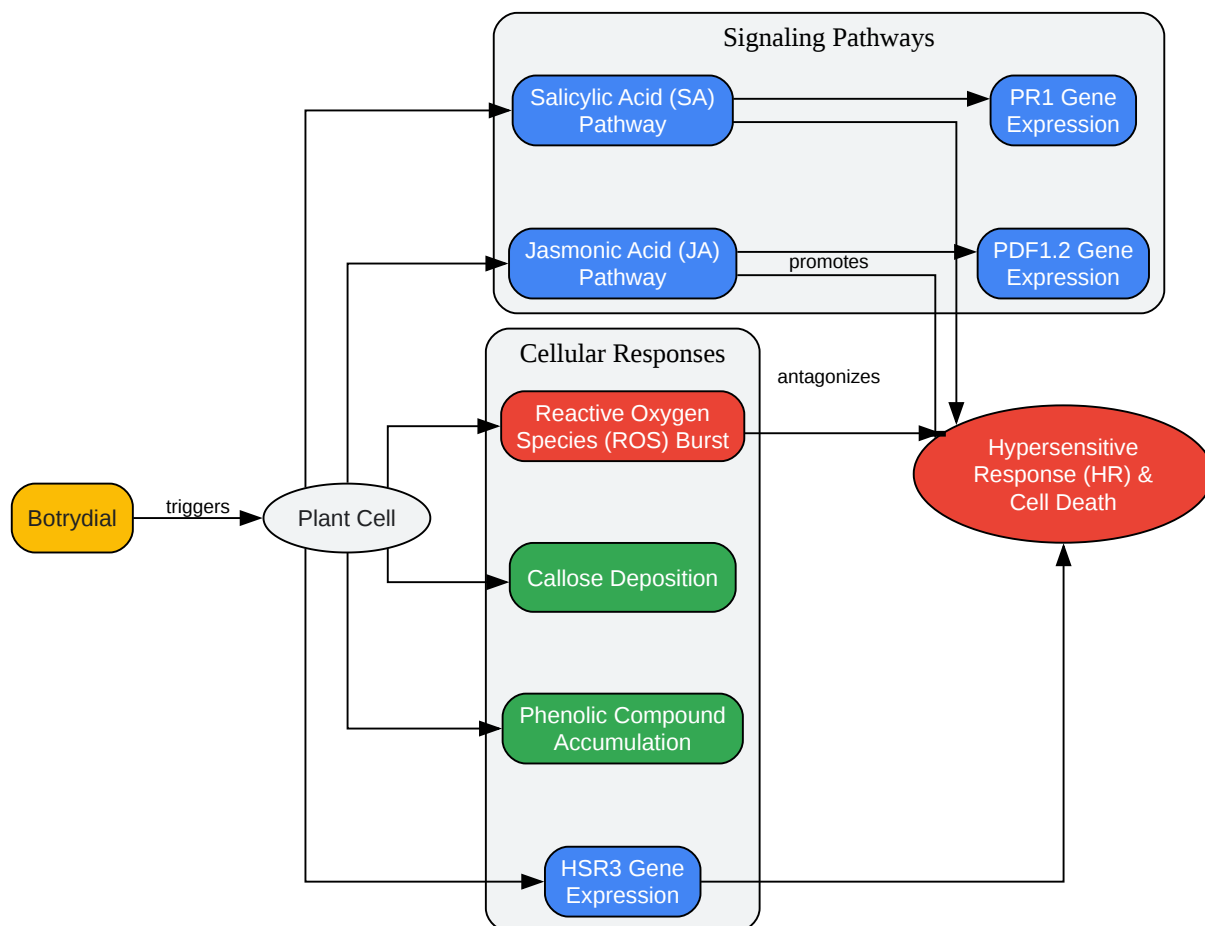 Signaling Pathways
Salicylic Acid (SA)
Pathway
PR1 Gene
Expression
Jasmonic Acid (JA)
Pathway
promotes
PDF1.2 Gene
Expression
Cellular Responses
antagonizes
Reactive Oxygen
Species (ROS) Burst
Hypersensitive
Response (HR) &
Cell Death
Botrydial
triggers
Plant Cell
Callose Deposition
Phenolic Compound
Accumulation
HSR3 Gene
Expression